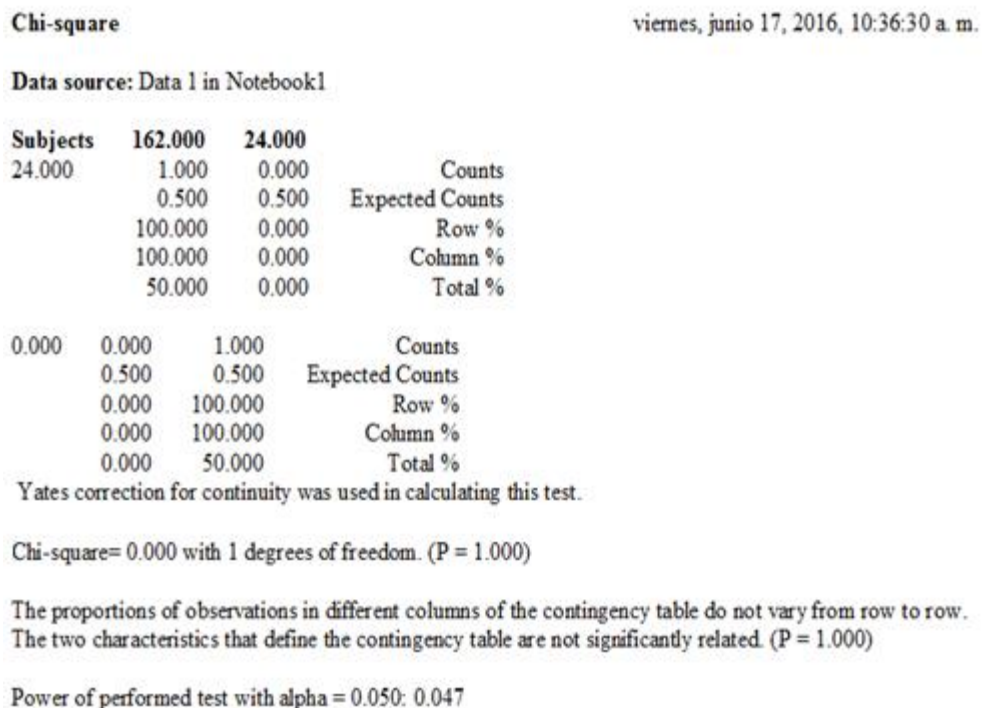 Chi-square viernes, junio 17, 2016, 10:36:30 a. m.
Data source: Data 1 in Notebook1
Subjects 162.000 24.000
24.000 1.000 0.000 Counts
0.500 0.500 Expected Counts
100.000 0.000 Row %
100.000 0.000 Column %
50.000 0.000 Total %
0.000 0.000 1.000 Counts
0.500 0.500 Expected Counts
0.000 100.000 Row %
0.000 100.000 Column %
0.000 50.000 Total %
Yates correction for continuity was used in calculating this test.
Chi-square= 0.000 with 1 degrees of freedom. (P = 1.000)
The proportions of observations in different columns of the contingency table do not vary from row to row.
The two characteristics that define the contingency table are not significantly related. (P = 1.000)
Power of performed test with alpha = 0.050: 0.047